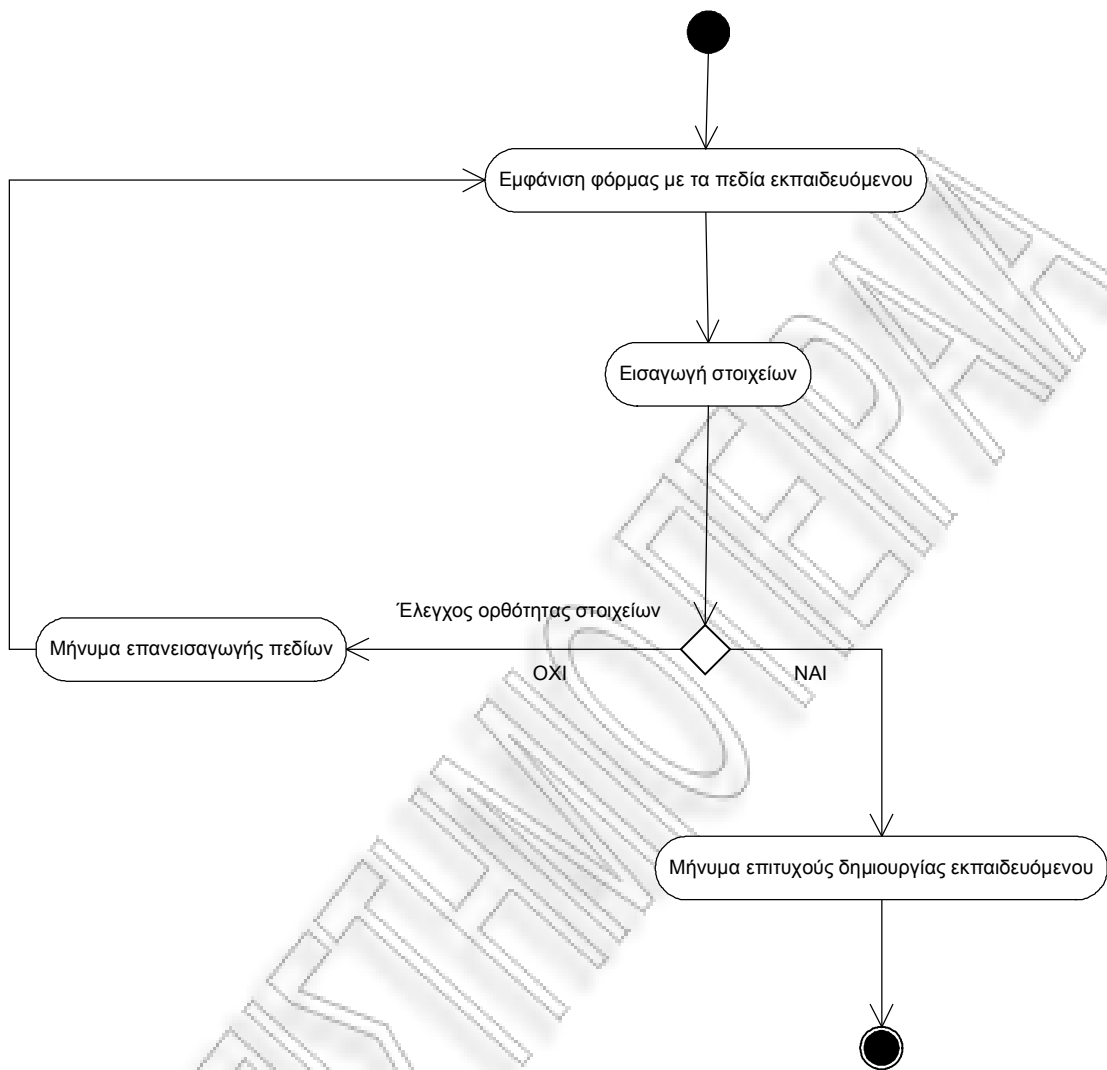 Εμφάνιση φόρμας με τα πεδία εκπαιδευόμενου
Εισαγωγή στοιχείων
Έλεγχος ορθότητας στοιχείων
Μήνυμα επανεισαγωγής πεδίων
ΟΧΙ
ΝΑΙ
Μήνυμα επιτυχούς δημιουργίας εκπαιδευόμενου